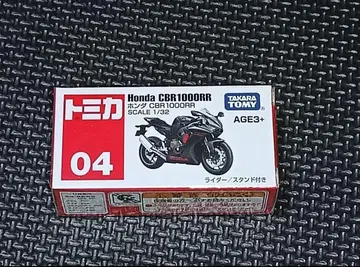 トミカ
04
Honda CBR1000RR
ホンダ CBR1000RR
SCALE 1/32
TAKARA
TOMY
AGE3+
ライダー/スタンド付き